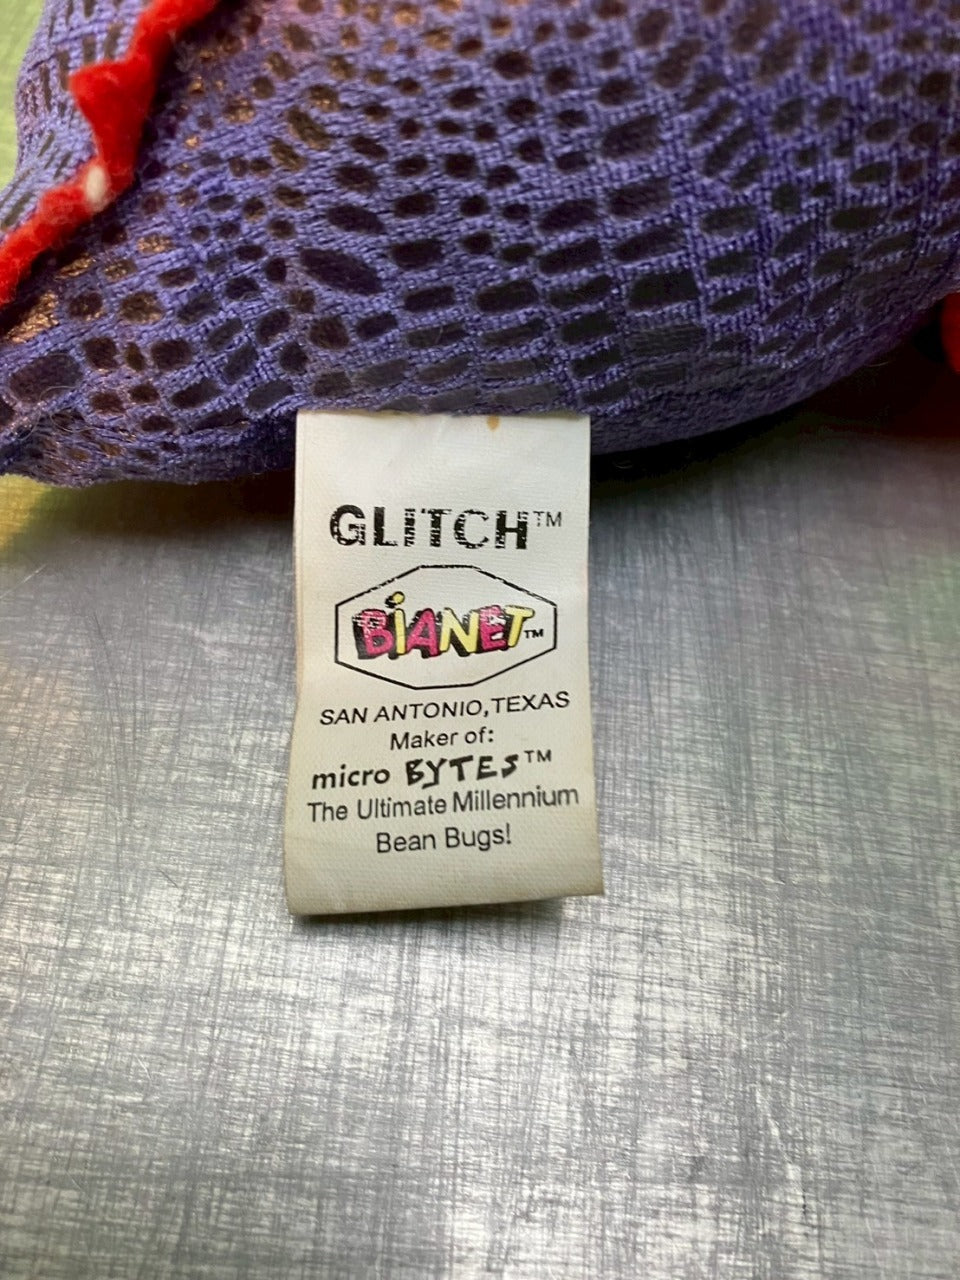 GLITCH™
BiANET™
SAN ANTONIO,TEXAS
Maker of:
micro BYTES™
The Ultimate Millennium
Bean Bugs!